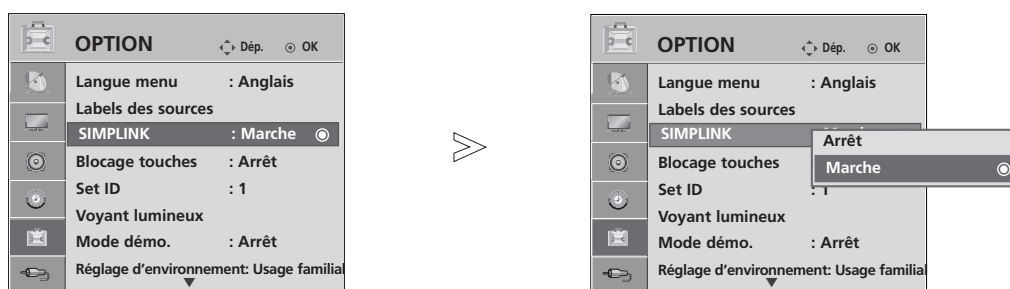 OPTION Dép. OK
Langue menu : Anglais
Labels des sources
SIMPLINK : Marche
Blocage touches : Arrêt
Set ID : 1
Voyant lumineux
Mode démo. : Arrêt
Réglage d’environnement: Usage familial
OPTION Dép. OK
Langue menu : Anglais
Labels des sources
SIMPLINK
Arrêt
Marche
Blocage touches
Set ID : 1
Voyant lumineux
Mode démo. : Arrêt
Réglage d’environnement: Usage familial